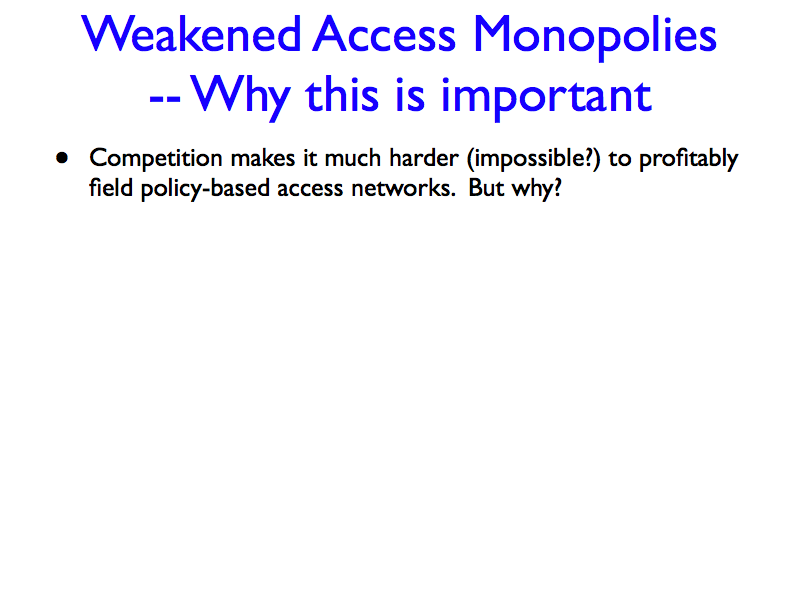 Weakened Access Monopolies
-- Why this is important
• Competition makes it much harder (impossible?) to profitably
field policy-based access networks.  But why?